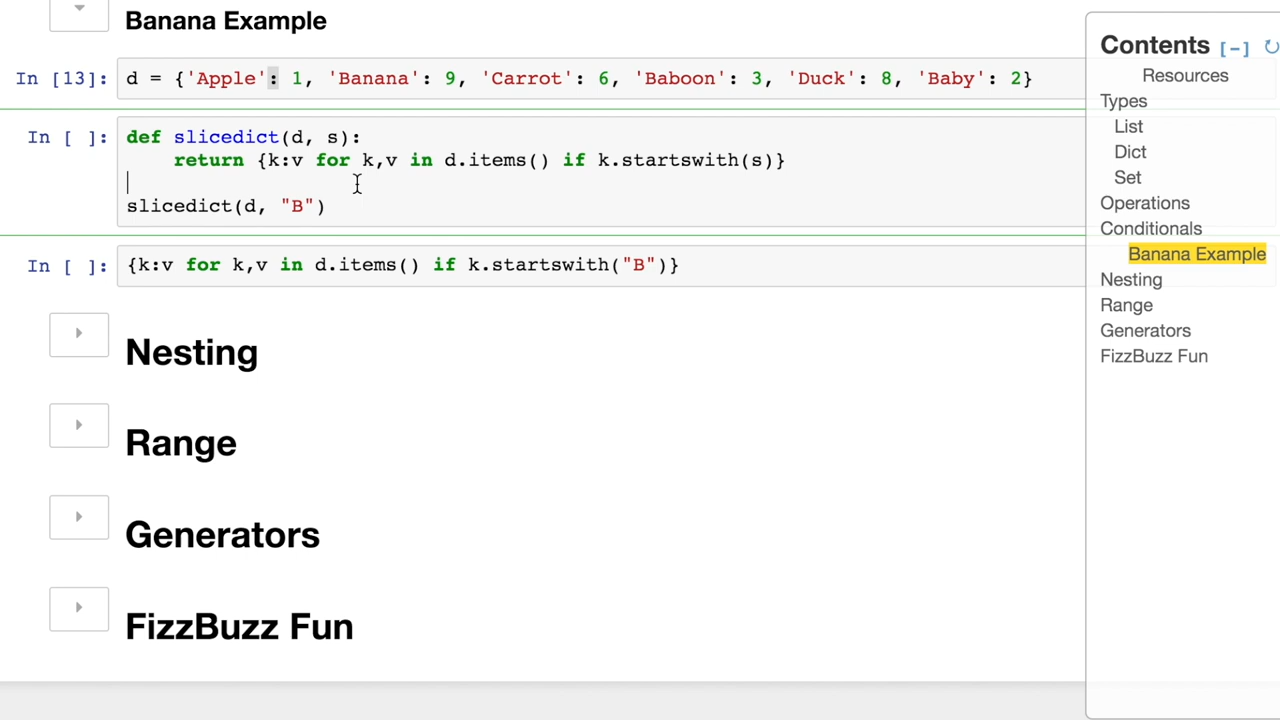 Banana Example
In [13]: d = {'Apple': 1, 'Banana': 9, 'Carrot': 6, 'Baboon': 3, 'Duck': 8, 'Baby': 2}
In [ ]: def slicedict(d, s):
    return {k:v for k,v in d.items() if k.startswith(s)}
slicedict(d, "B")
In [ ]: {k:v for k,v in d.items() if k.startswith("B")}
Nesting
Range
Generators
FizzBuzz Fun
Contents [-]
Resources
Types
List
Dict
Set
Operations
Conditionals
Banana Example
Nesting
Range
Generators
FizzBuzz Fun